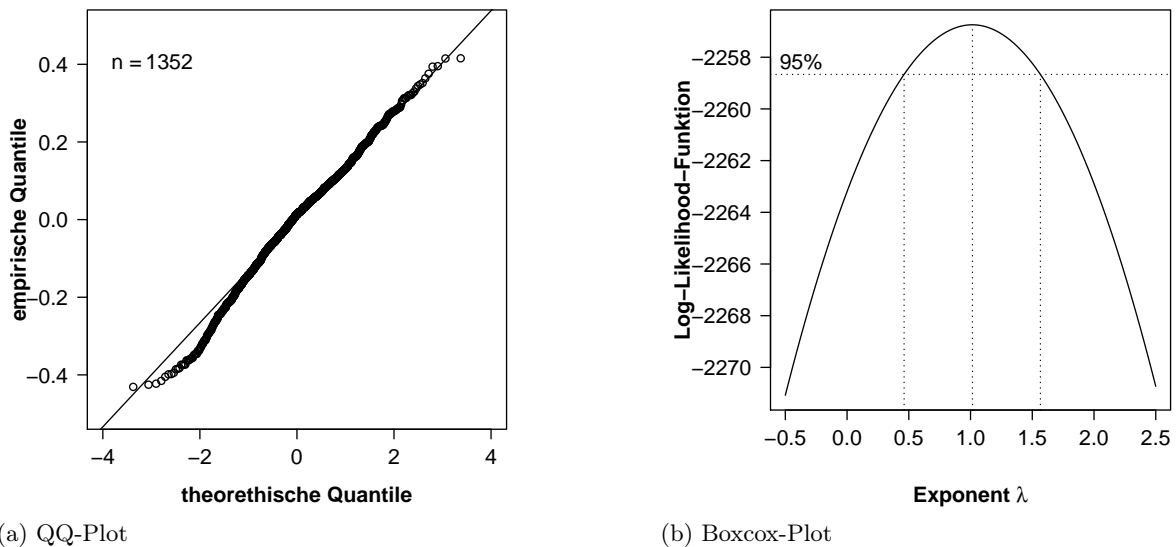 n = 1352
0.4
0.2
0.0
−0.2
−0.4
empirische Quantile
−4 −2 0 2 4
theorethische Quantile
(a) QQ-Plot
95%
−2258
−2260
−2262
−2264
−2266
−2268
−2270
Log−Likelihood−Funktion
−0.5 0.0 0.5 1.0 1.5 2.0 2.5
Exponent λ
(b) Boxcox-Plot